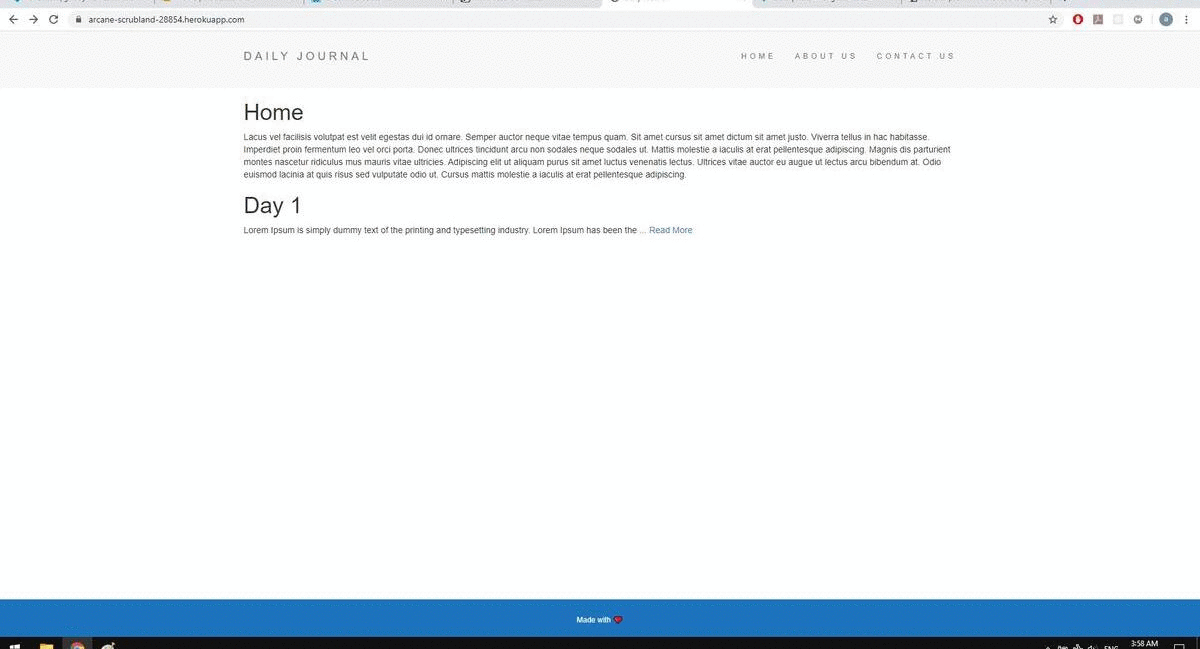 arcane-scrubland-28854.herokuapp.com
a
DAILY JOURNAL
HOME ABOUT US CONTACT US
Home
Lacus vel facilisis volutpat est velit egestas dui id ornare. Semper auctor neque vitae tempus quam. Sit amet cursus sit amet dictum sit amet justo. Viverra tellus in hac habitasse.
Imperdiet proin fermentum leo vel orci porta. Donec ultrices tincidunt arcu non sodales neque sodales ut. Mattis molestie a iaculis at erat pellentesque adipiscing. Magnis dis parturient
montes nascetur ridiculus mus mauris vitae ultricies. Adipiscing elit ut aliquam purus sit amet luctus venenatis lectus. Ultrices vitae auctor eu augue ut lectus arcu bibendum at. Odio
euismod lacinia at quis risus sed vulputate odio ut. Cursus mattis molestie a iaculis at erat pellentesque adipiscing.
Day 1
Lorem Ipsum is simply dummy text of the printing and typesetting industry. Lorem Ipsum has been the ... Read More
Made with
ENG
3:58 AM